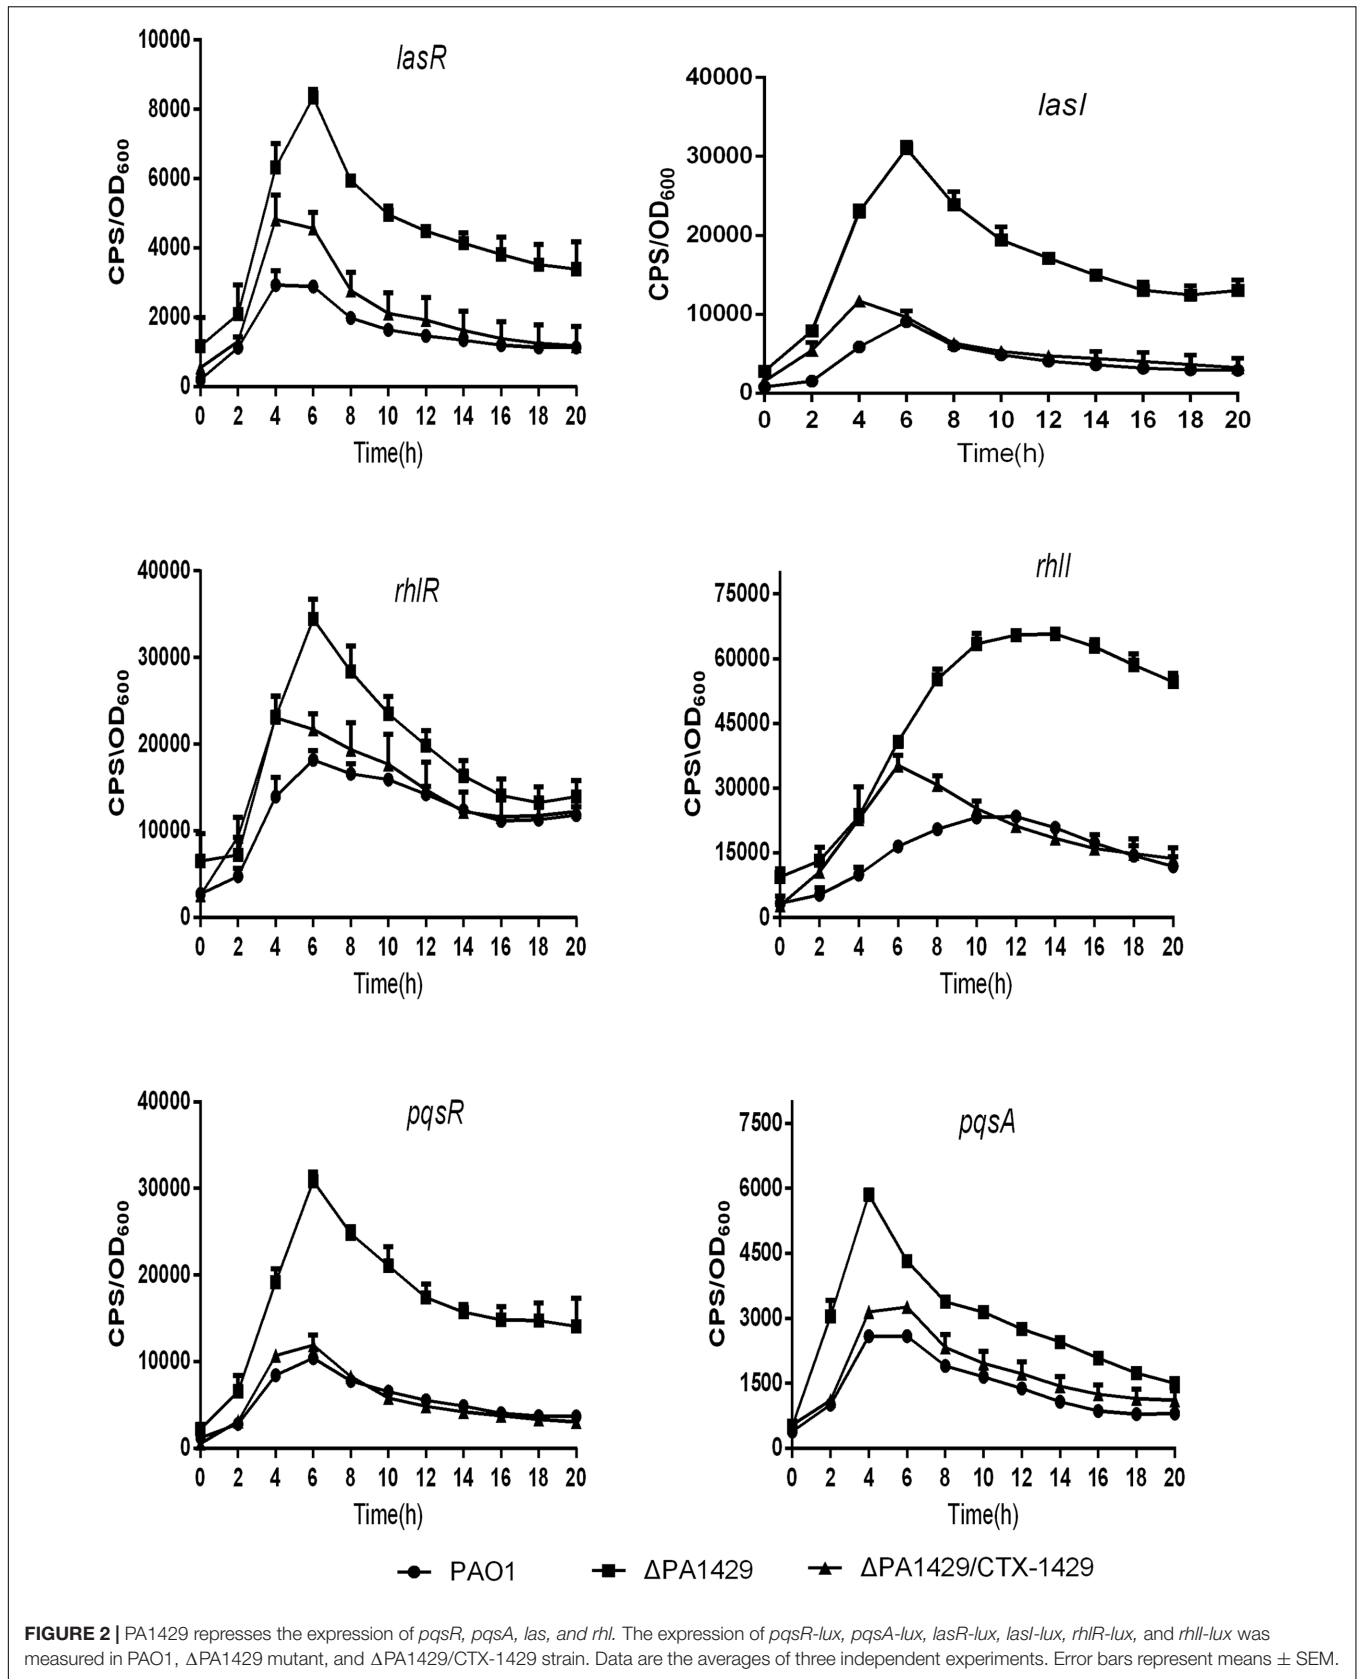 lasR
10000
8000
6000
4000
2000
0
CPS/OD600
0 2 4 6 8 10 12 14 16 18 20
Time(h)
lasI
40000
30000
20000
10000
0
CPS/OD600
0 2 4 6 8 10 12 14 16 18 20
Time(h)
rhlR
40000
30000
20000
10000
0
CPS\OD600
0 2 4 6 8 10 12 14 16 18 20
Time(h)
rhlI
75000
60000
45000
30000
15000
0
CPS\OD600
0 2 4 6 8 10 12 14 16 18 20
Time(h)
pqsR
40000
30000
20000
10000
0
CPS/OD600
0 2 4 6 8 10 12 14 16 18 20
Time(h)
pqsA
7500
6000
4500
3000
1500
0
CPS/OD600
0 2 4 6 8 10 12 14 16 18 20
Time(h)
PAO1 ΔPA1429 ΔPA1429/CTX-1429
FIGURE 2 | PA1429 represses the expression of pqsR, pqsA, las, and rhl. The expression of pqsR-lux, pqsA-lux, lasR-lux, lasI-lux, rhlR-lux, and rhlI-lux was
measured in PAO1, ΔPA1429 mutant, and ΔPA1429/CTX-1429 strain. Data are the averages of three independent experiments. Error bars represent means ± SEM.